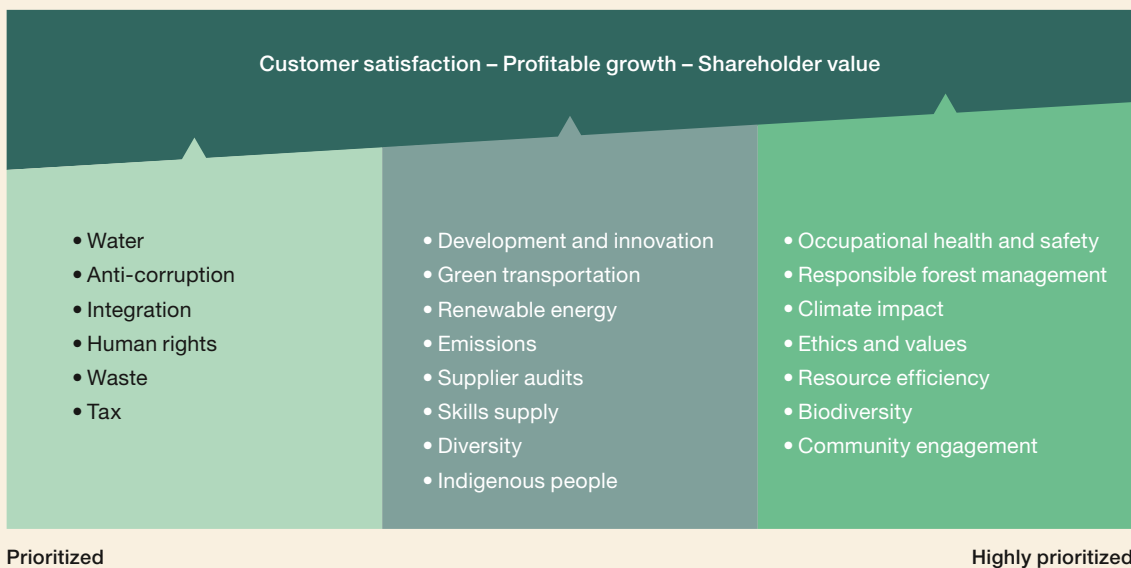 Customer satisfaction – Profitable growth – Shareholder value
• Water
• Anti-corruption
• Integration
• Human rights
• Waste
• Tax
• Development and innovation
• Green transportation
• Renewable energy
• Emissions
• Supplier audits
• Skills supply
• Diversity
• Indigenous people
• Occupational health and safety
• Responsible forest management
• Climate impact
• Ethics and values
• Resource efficiency
• Biodiversity
• Community engagement
Prioritized
Highly prioritized